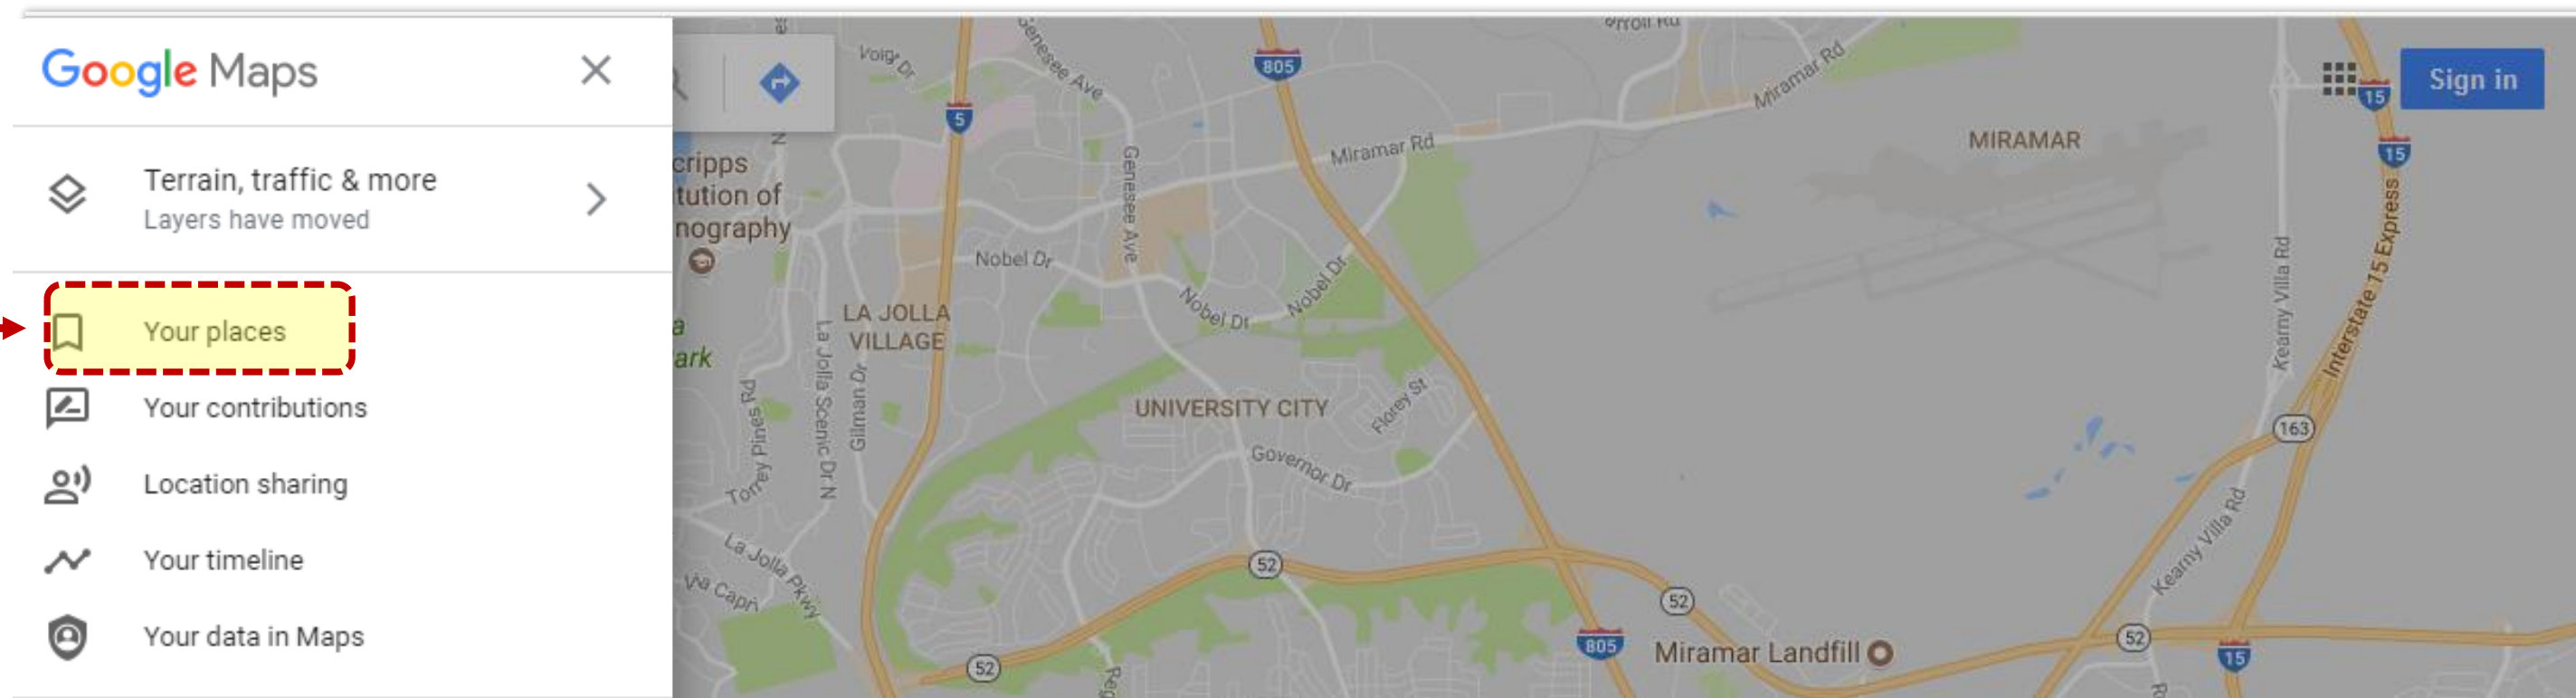 Google Maps
Terrain, traffic & more
Layers have moved
Your places
Your contributions
Location sharing
Your timeline
Your data in Maps
Sign in
Voigt Dr
Genesee Ave
805
Miramar Rd
5
15
MIRAMAR
15
Miramar Rd
cripps
tution of
nography
Genesee Ave
Nobel Dr
Nobel Dr
Nobel Dr
Kearny Villa Rd
Interstate 15 Express
LA JOLLA
VILLAGE
a
ark
La Jolla Scenic Dr N
Gilman Dr
Torrey Pines Rd
UNIVERSITY CITY
Florey St
Governor Dr
163
Kearny Villa Rd
La Jolla Pkwy
Via Capri
52
52
805
Miramar Landfill
52
15
52
Reg
N